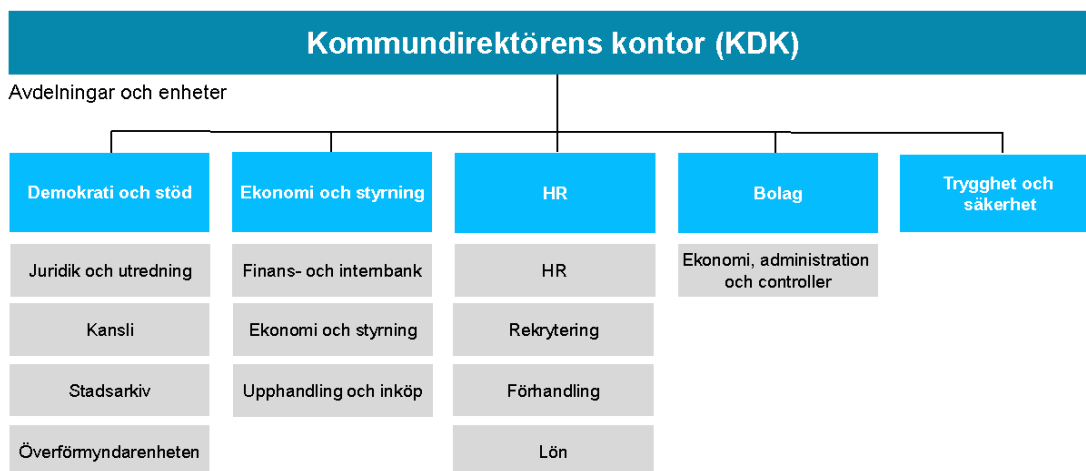 Kommundirektörens kontor (KDK)
Avdelningar och enheter
Demokrati och stöd
Ekonomi och styrning
HR
Bolag
Trygghet och
säkerhet
Juridik och utredning
Finans- och internbank
HR
Ekonomi, administration
och controller
Kansli
Ekonomi och styrning
Rekrytering
Stadsarkiv
Upphandling och inköp
Förhandling
Överförmyndarenheten
Lön